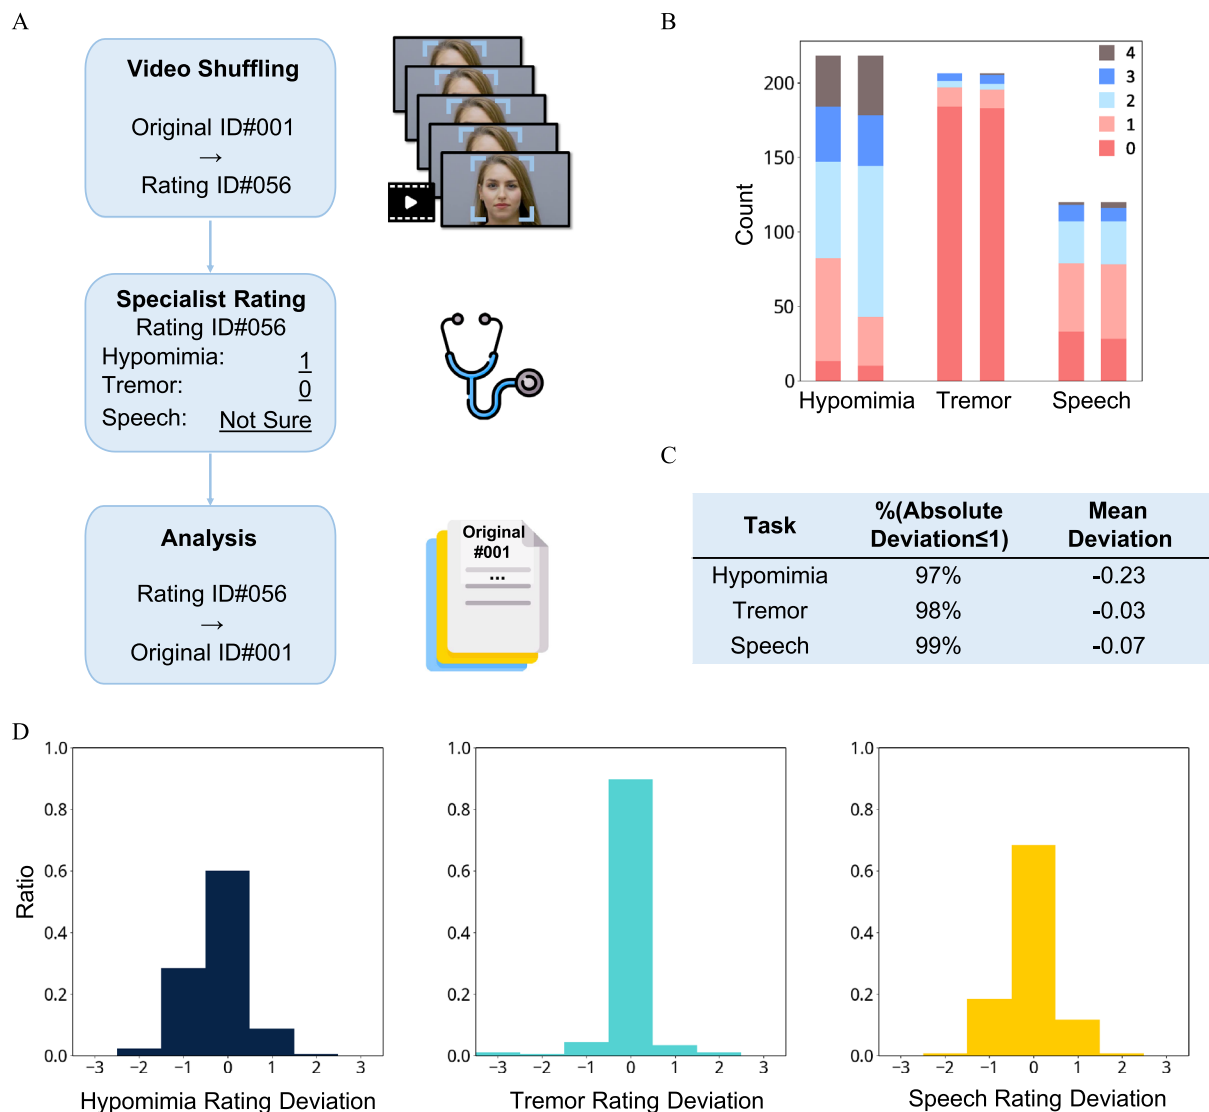 A
Video Shuffling
Original ID#001
→
Rating ID#056
Specialist Rating
Rating ID#056
Hypomimia: 1
Tremor: 0
Speech: Not Sure
Analysis
Rating ID#056
→
Original ID#001
Original
#001
...
B
Count
200
150
100
50
0
4
3
2
1
0
Hypomimia Tremor Speech
C
Task %(Absolute Deviation≤1) Mean Deviation
Hypomimia 97% -0.23
Tremor 98% -0.03
Speech 99% -0.07
D
Ratio
1.0
0.8
0.6
0.4
0.2
0.0
−3 −2 −1 0 1 2 3
Hypomimia Rating Deviation
1.0
0.8
0.6
0.4
0.2
0.0
−3 −2 −1 0 1 2 3
Tremor Rating Deviation
1.0
0.8
0.6
0.4
0.2
0.0
−3 −2 −1 0 1 2 3
Speech Rating Deviation